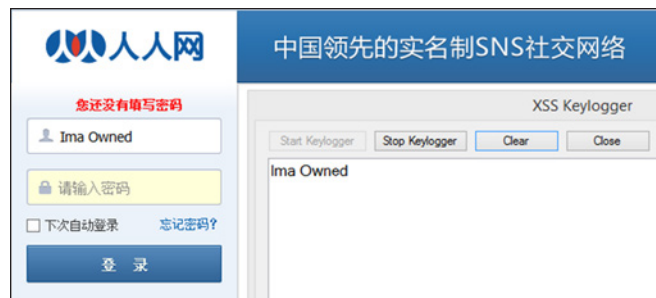 人人网
中国领先的实名制SNS社交网络
您还没有填写密码
Ima Owned
请输入密码
下次自动登录 忘记密码?
登 录
XSS Keylogger
Start Keylogger Stop Keylogger Clear Close
Ima Owned